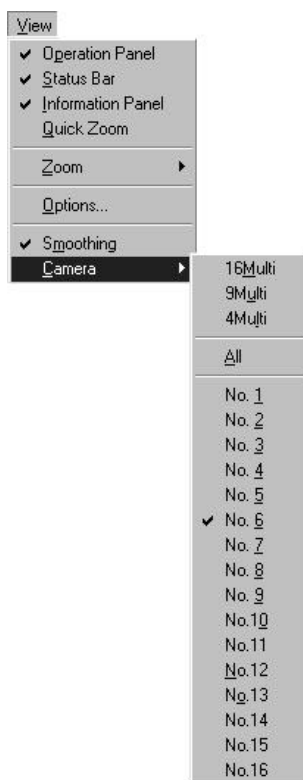 View
Operation Panel
Status Bar
Information Panel
Quick Zoom
Zoom
Options...
Smoothing
Camera
16Multi
9Multi
4Multi
All
No. 1
No. 2
No. 3
No. 4
No. 5
No. 6
No. 7
No. 8
No. 9
No.10
No.11
No.12
No.13
No.14
No.15
No.16